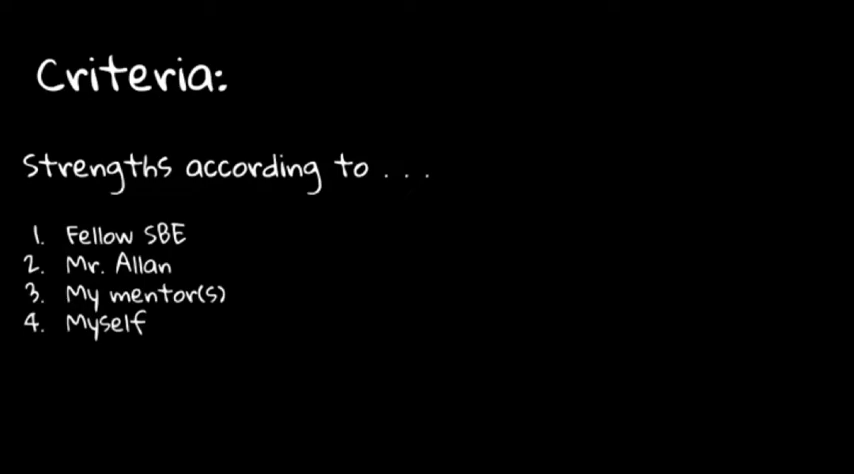 Criteria:
Strengths according to . . .
1. Fellow SBE
2. Mr. Allan
3. My mentor(s)
4. Myself